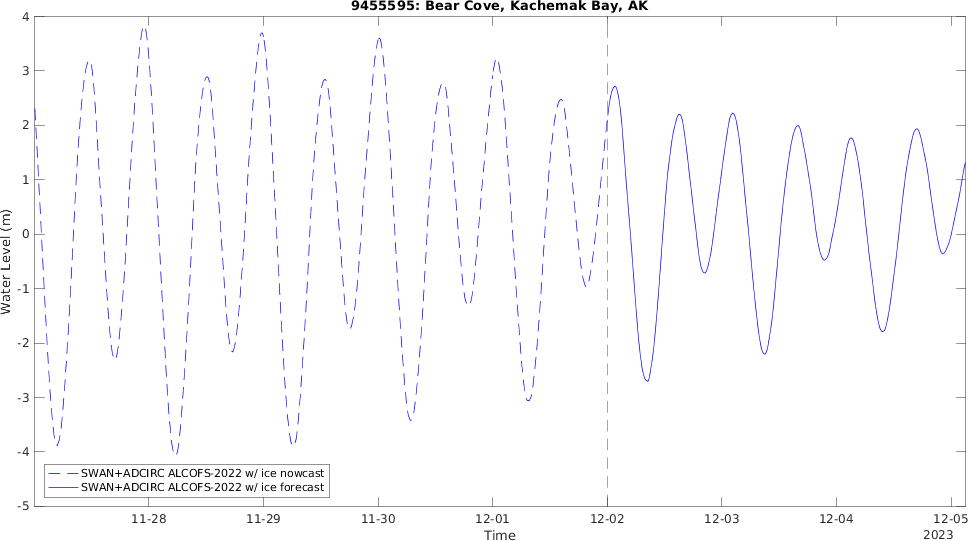 9455595: Bear Cove, Kachemak Bay, AK
4
3
2
1
0
-1
-2
-3
-4
-5
Water Level (m)
SWAN+ADCIRC ALCOFS-2022 w/ ice nowcast
SWAN+ADCIRC ALCOFS-2022 w/ ice forecast
11-28 11-29 11-30 12-01 12-02 12-03 12-04 12-05
Time
2023